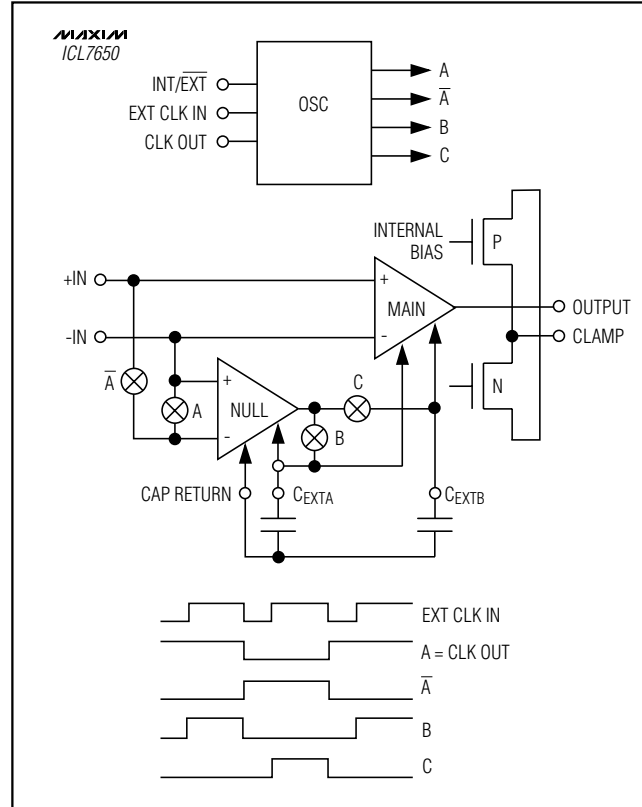 MAXIM
ICL7650
INT/E̅X̅T̅
EXT CLK IN
CLK OUT
OSC
A
A̅
B
C
INTERNAL
BIAS
P
+IN
-IN
+
-
MAIN
OUTPUT
CLAMP
N
A̅
A
+
-
NULL
C
B
CAP RETURN
CEXTA
CEXTB
EXT CLK IN
A = CLK OUT
A̅
B
C